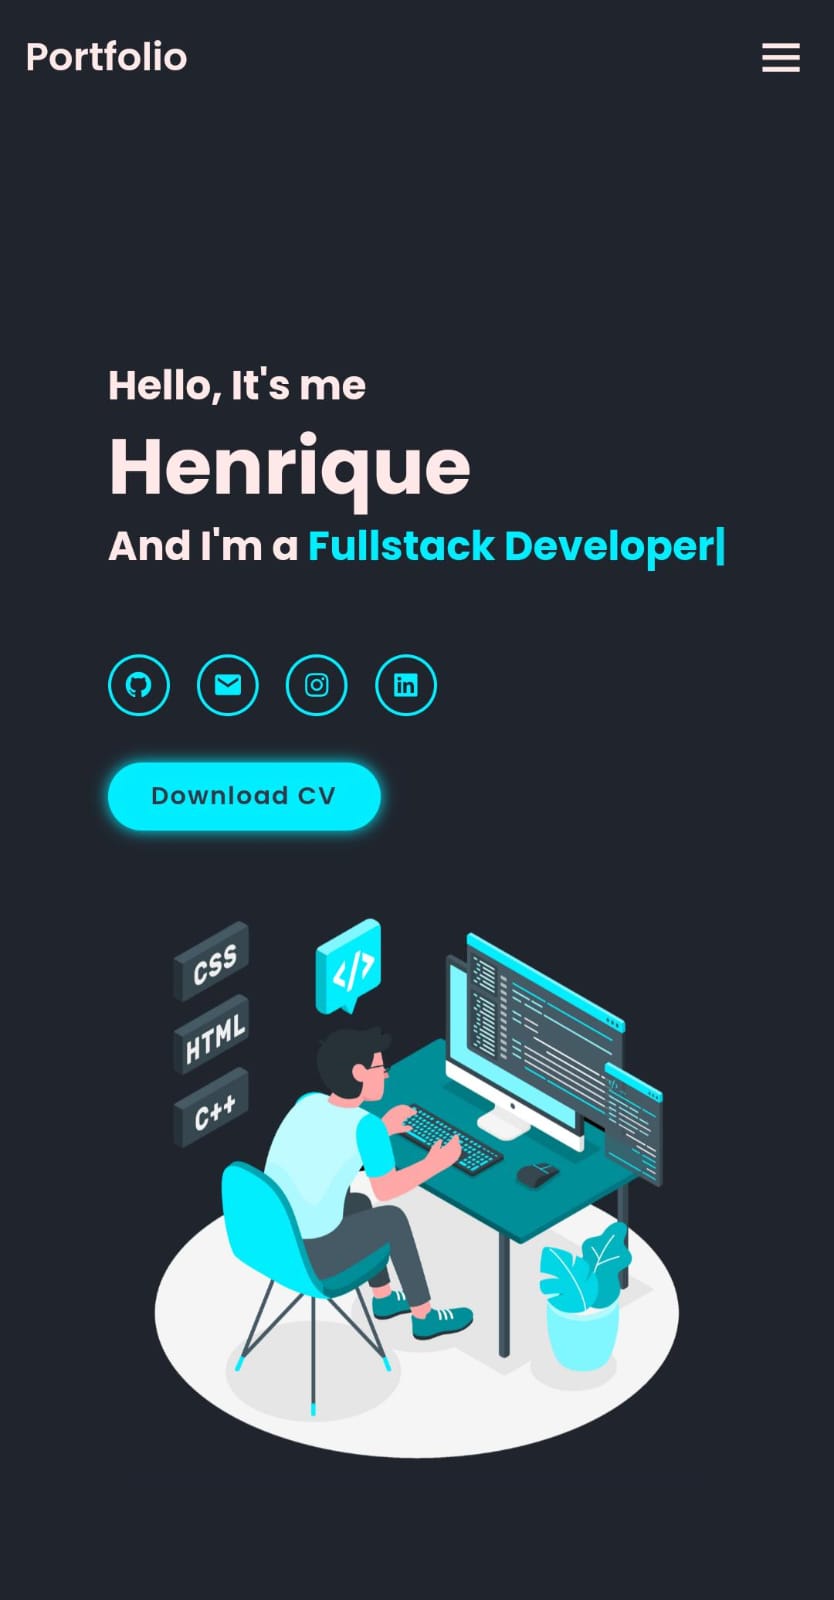 Portfolio
Hello, It's me
Henrique
And I'm a Fullstack Developer|
Download CV
CSS
</>
HTML
C++